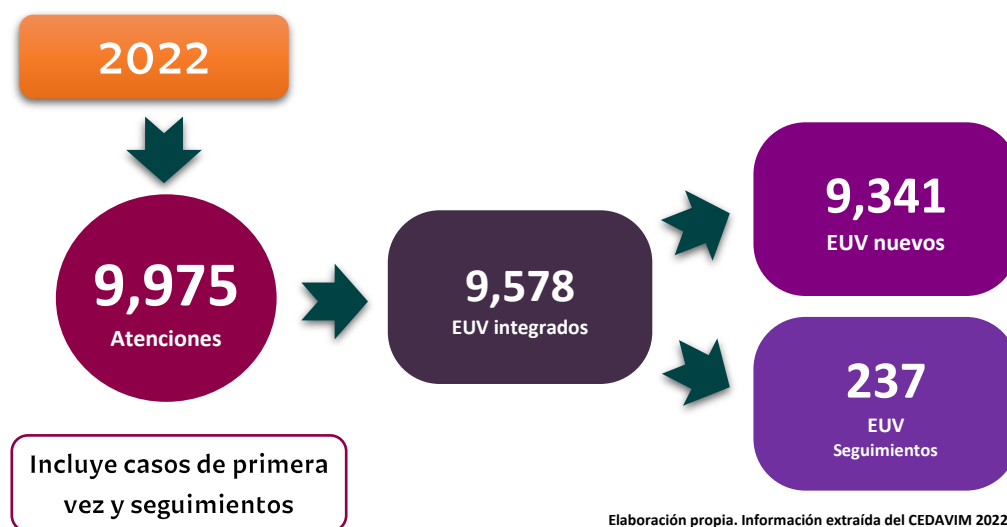 2022
9,975
Atenciones
Incluye casos de primera
vez y seguimientos
9,578
EUV integrados
9,341
EUV nuevos
237
EUV
Seguimientos
Elaboración propia. Información extraída del CEDAVIM 2022